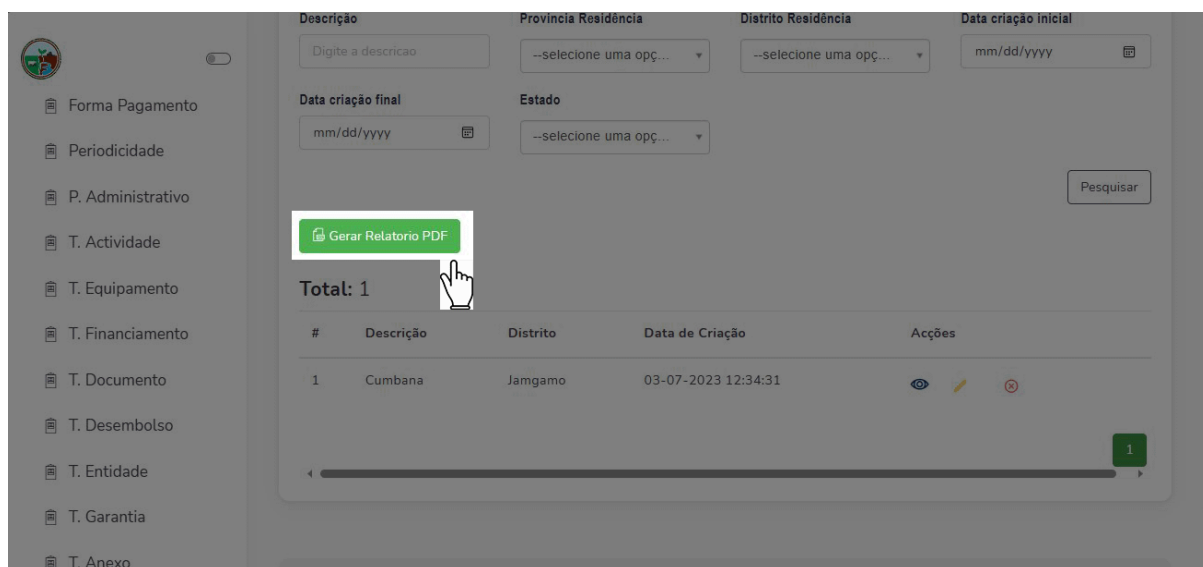 Descrição Provincia Residência Distrito Residência Data criação inicial
Digite a descricao --selecione uma opç... --selecione uma opç... mm/dd/yyyy
Forma Pagamento
Data criação final Estado
mm/dd/yyyy --selecione uma opç...
Periodicidade
P. Administrativo
Pesquisar
T. Actividade
Gerar Relatorio PDF
T. Equipamento
Total: 1
T. Financiamento
# Descrição Distrito Data de Criação Acções
T. Documento
1 Cumbana Jamgamo 03-07-2023 12:34:31
T. Desembolso
1
T. Entidade
T. Garantia
T. Anexo